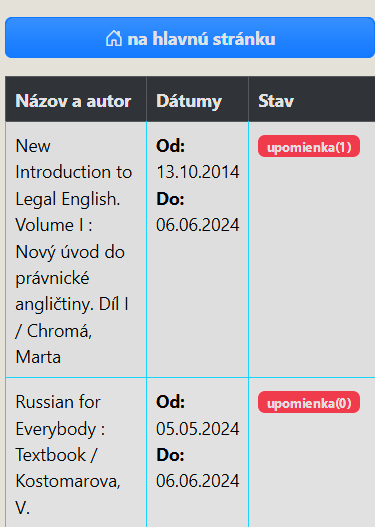 na hlavnú stránku
Názov a autor Dátumy Stav
New
Introduction to
Legal English.
Volume I :
Nový úvod do
právnické
angličtiny. Díl I
/ Chromá,
Marta
Od:
13.10.2014
Do:
06.06.2024
upomienka(1)
Russian for
Everybody :
Textbook /
Kostomarova,
V.
Od:
05.05.2024
Do:
06.06.2024
upomienka(0)